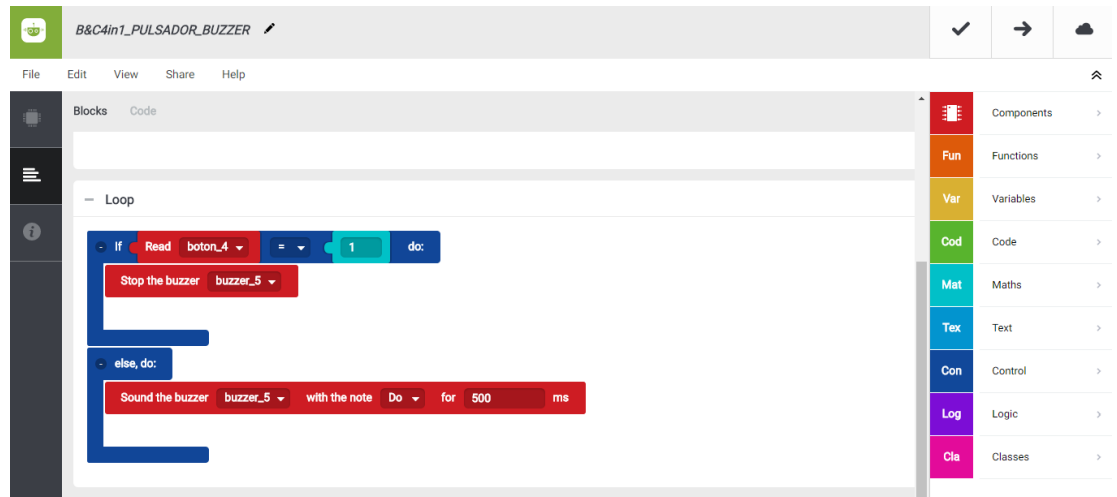 B&C4in1_PULSADOR_BUZZER
File Edit View Share Help
Blocks Code
Loop
If Read boton_4 = 1 do:
Stop the buzzer buzzer_5
else, do:
Sound the buzzer buzzer_5 with the note Do for 500 ms
Components
Fun Functions
Var Variables
Cod Code
Mat Maths
Tex Text
Con Control
Log Logic
Cla Classes